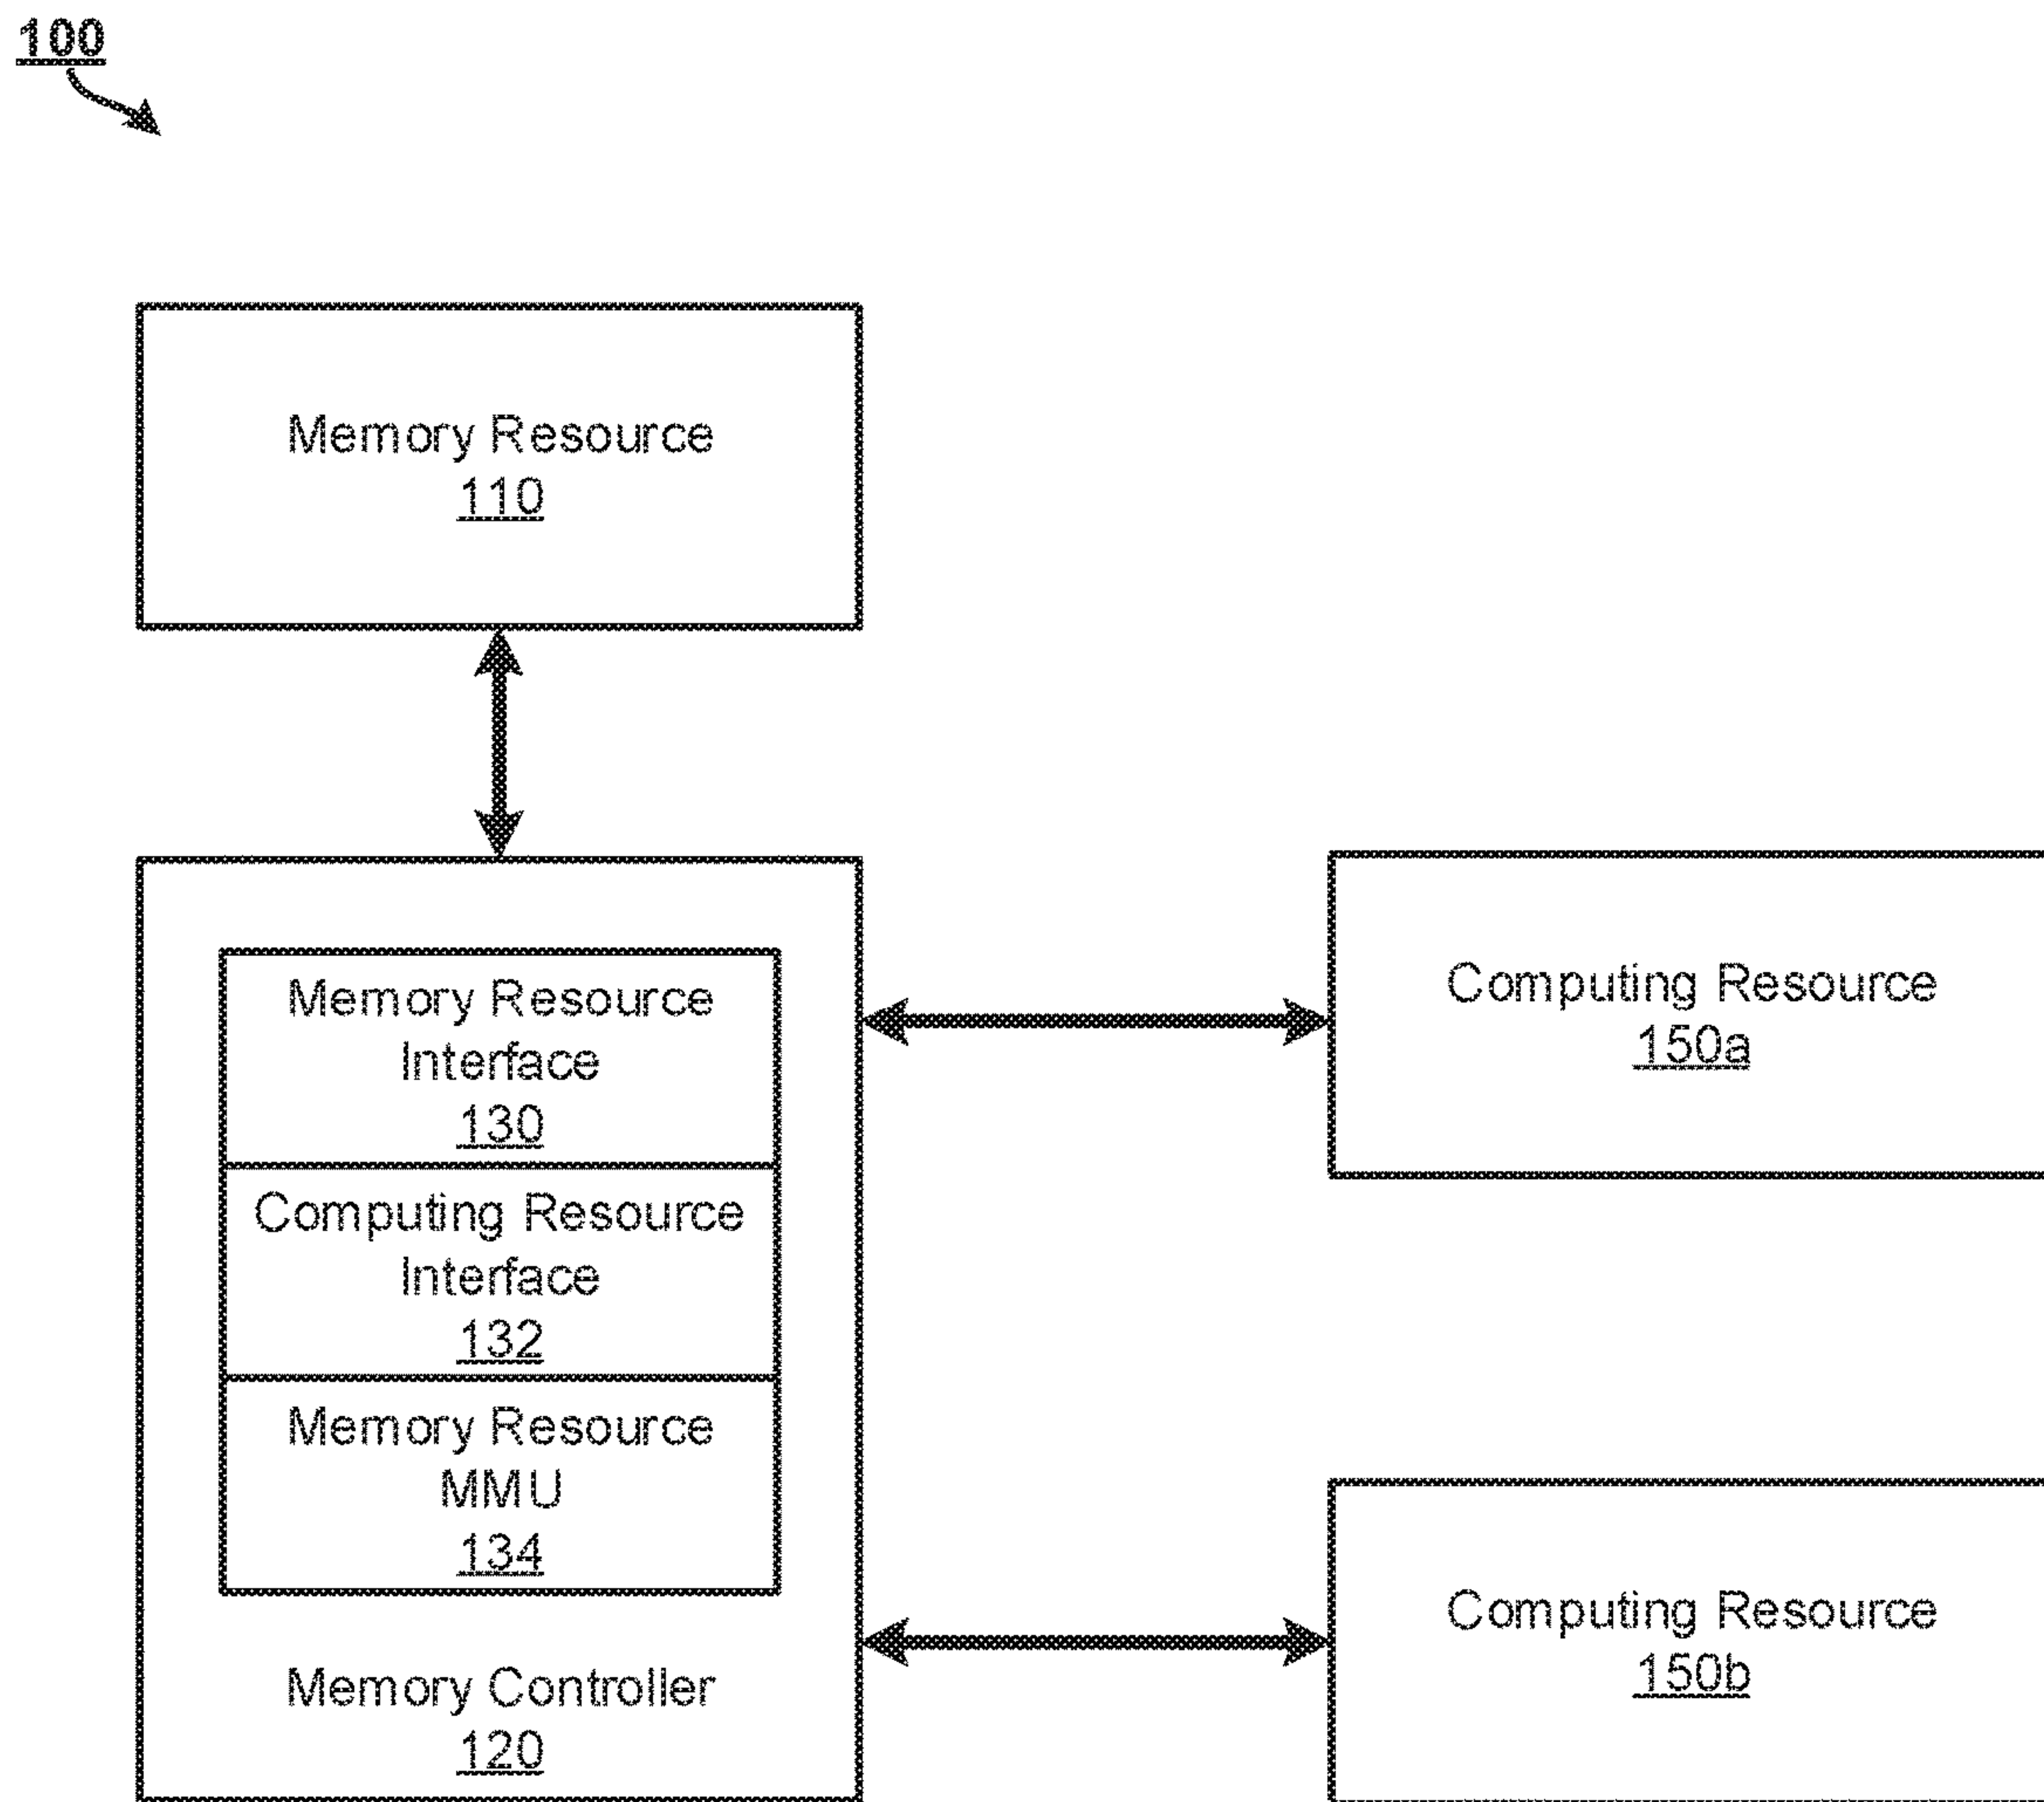 100
Memory Resource
110
Memory Resource
Interface
130
Computing Resource
Interface
132
Memory Resource
MMU
134
Memory Controller
120
Computing Resource
150a
Computing Resource
150b